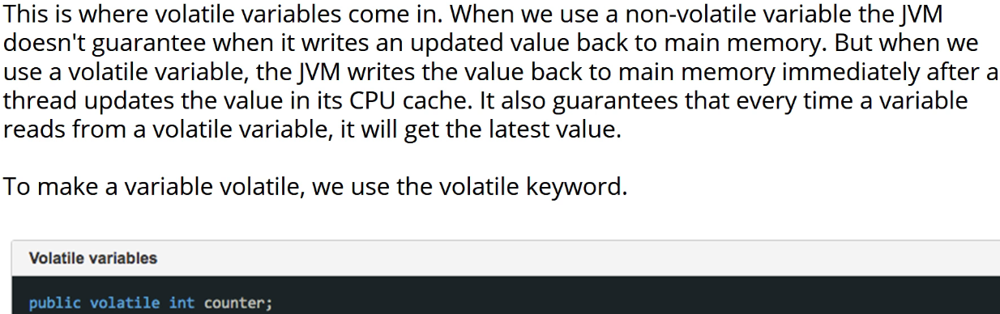 This is where volatile variables come in. When we use a non-volatile variable the JVM
doesn't guarantee when it writes an updated value back to main memory. But when we
use a volatile variable, the JVM writes the value back to main memory immediately after a
thread updates the value in its CPU cache. It also guarantees that every time a variable
reads from a volatile variable, it will get the latest value.
To make a variable volatile, we use the volatile keyword.
Volatile variables
public volatile int counter;